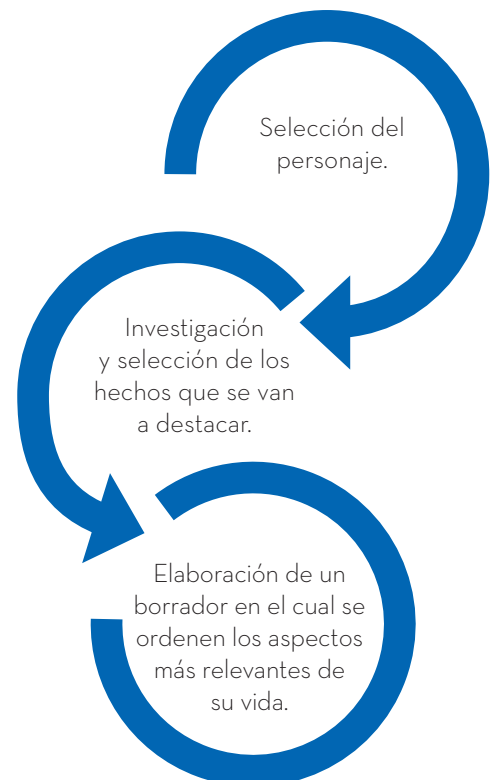 Selección del
personaje.
Investigación
y selección de los
hechos que se van
a destacar.
Elaboración de un
borrador en el cual se
ordenen los aspectos
más relevantes de
su vida.